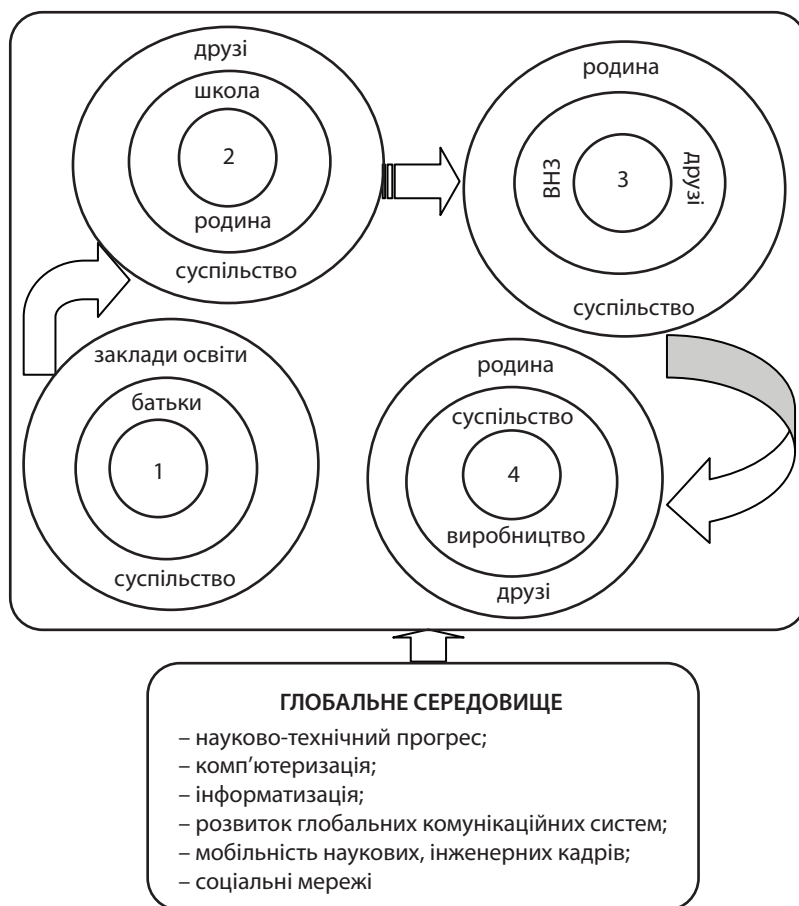 друзі
школа
2
родина
суспільство
родина
ВНЗ
3
друзі
суспільство
заклади освіти
батьки
1
суспільство
родина
суспільство
4
виробництво
друзі
ГЛОБАЛЬНЕ СЕРЕДОВИЩЕ
– науково-технічний прогрес;
– комп’ютеризація;
– інформатизація;
– розвиток глобальних комунікаційних систем;
– мобільність наукових, інженерних кадрів;
– соціальні мережі